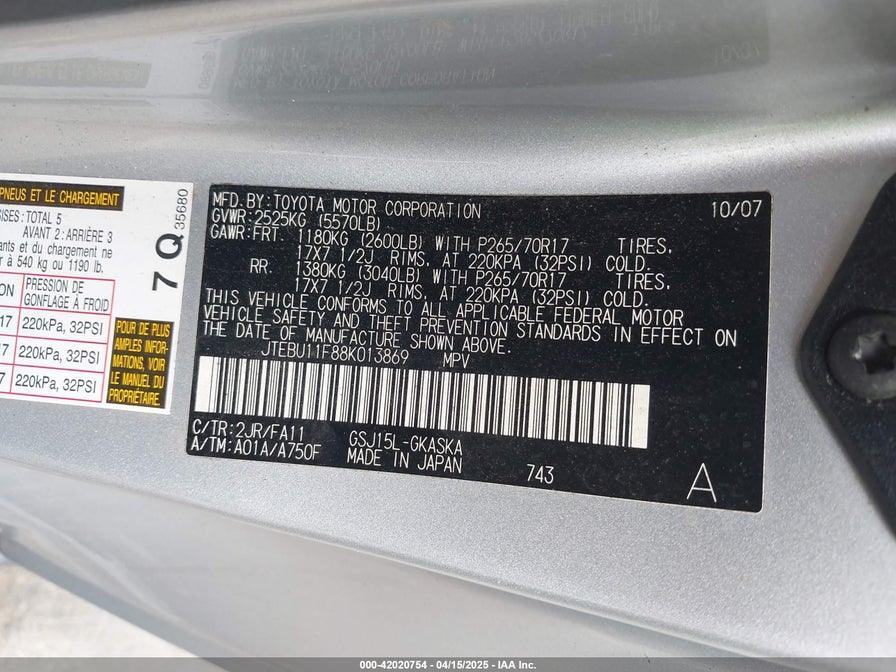 PNEUS ET LE CHARGEMENT
TOTAL 5
AVANT 2: ARRIÈRE 3
et du chargement ne
r à 540 kg ou 1190 lb.
PRESSION DE
GONFLAGE À FROID
17 220kPa, 32PSI
17 220kPa, 32PSI
7 220kPa, 32PSI
POUR DE PLUS
AMPLES INFOR-
MATIONS,
VOIR LE
MANUEL DU
PROPRIÉTAIRE.
7 Q 35680
MFD. BY: TOYOTA MOTOR CORPORATION 10/07
GVWR: 2525KG (5570LB)
GAWR: FRT. 1180KG (2600LB) WITH P265/70R17 TIRES.
17X7 1/2J RIMS. AT 220KPA (32PSI) COLD.
RR. 1380KG (3040LB) WITH P265/70R17 TIRES.
17X7 1/2J RIMS. AT 220KPA (32PSI) COLD.
THIS VEHICLE CONFORMS TO ALL APPLICABLE FEDERAL MOTOR
VEHICLE SAFETY AND THEFT PREVENTION STANDARDS IN EFFECT ON
THE DATE OF MANUFACTURE SHOWN ABOVE.
JTEBU11F88K013869 MPV
C/TR: 2JR/FA11 GSJ15L-GKASKA
A/TM: A01A/A750F MADE IN JAPAN 743
A
000-42020754 - 04/15/2025 - IAA Inc.